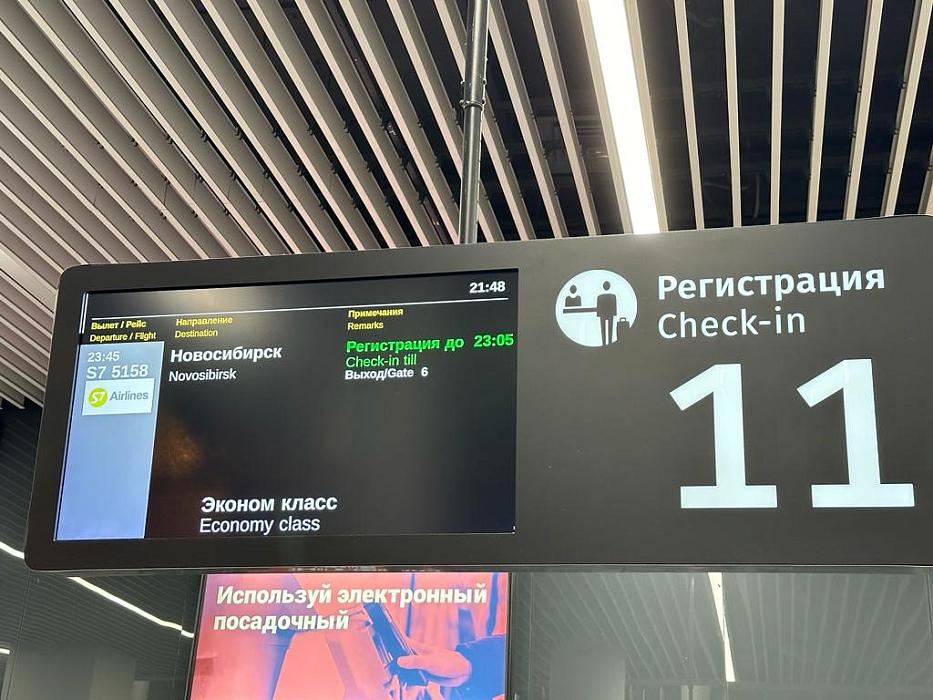 21:48
Вылет / Рейс
Departure / Flight
Направление
Destination
Примечания
Remarks
23:45
S7 5158
S7 Airlines
Новосибирск
Novosibirsk
Регистрация до 23:05
Check-in till
Выход/Gate 6
Эконом класс
Economy class
Регистрация
Check-in
11
Используй электронный
посадочный